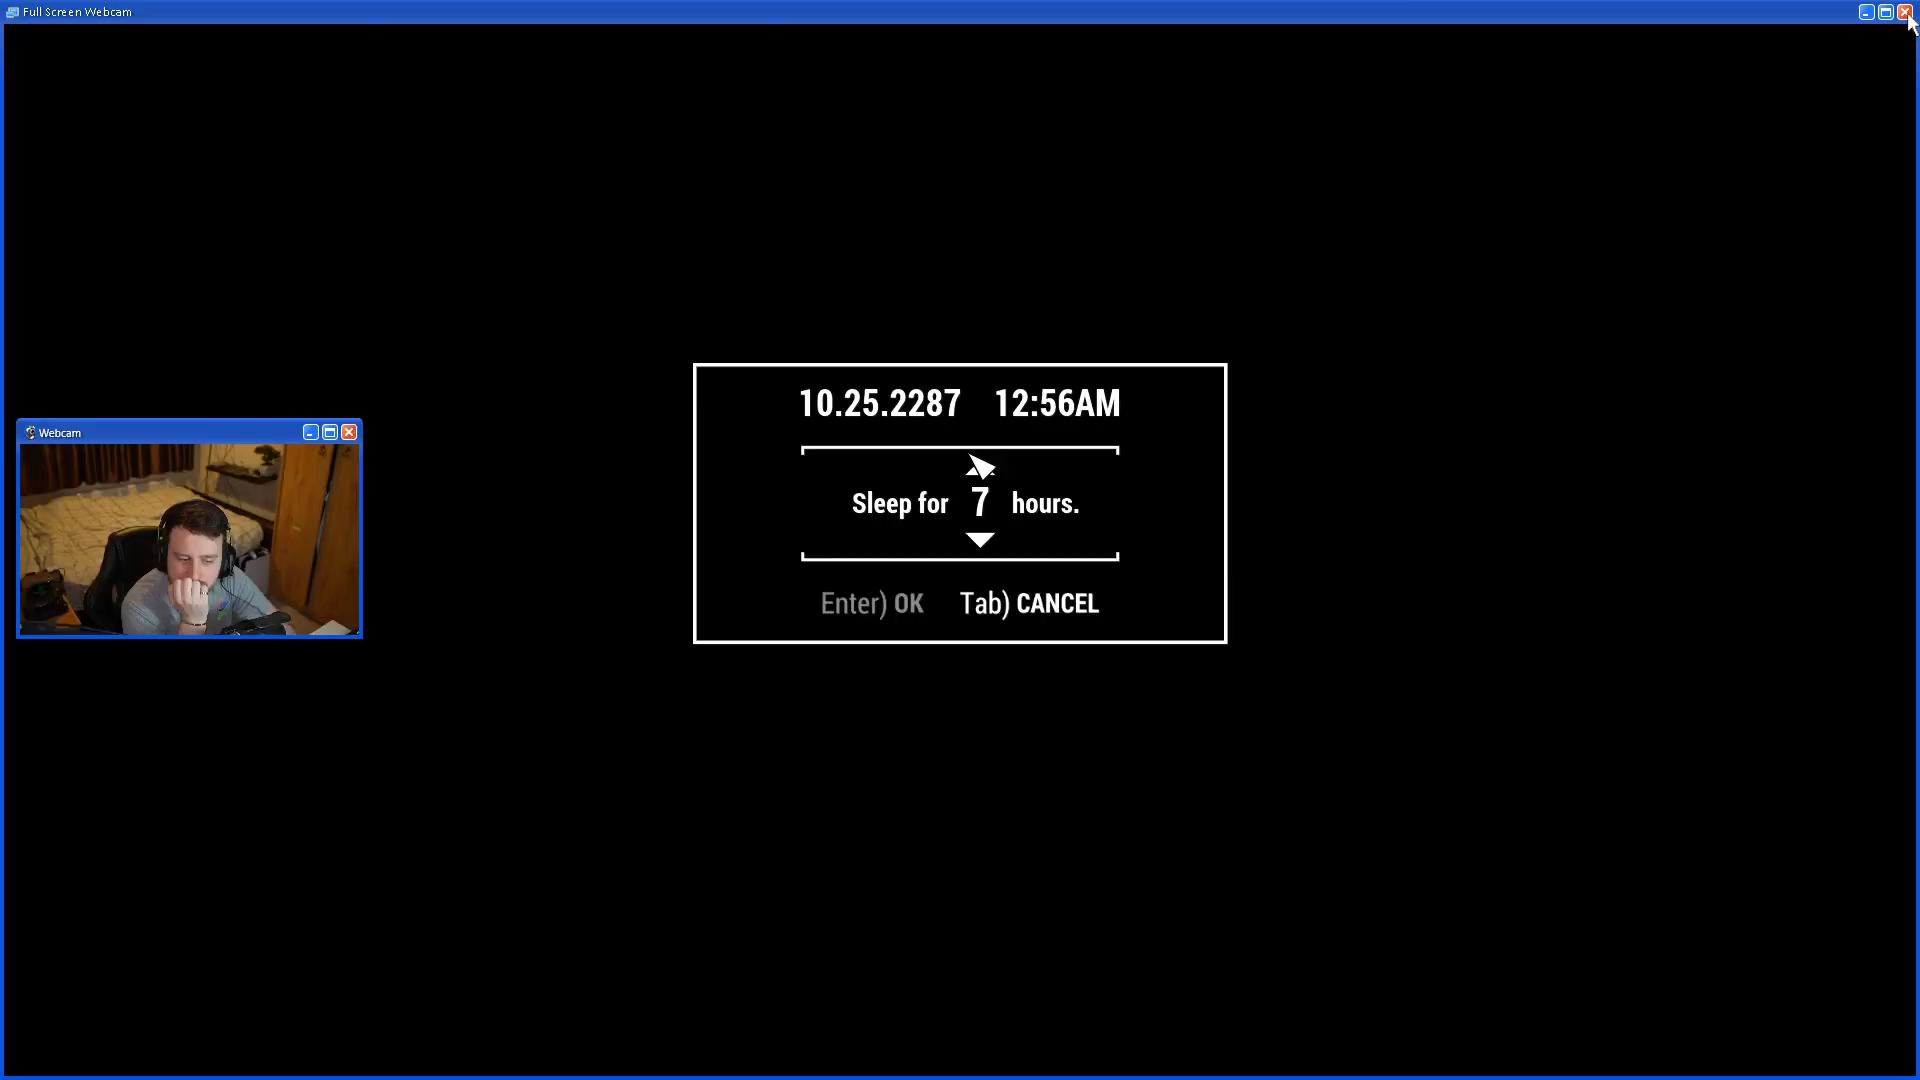 Full Screen Webcam
10.25.2287 12:56AM
Sleep for 7 hours.
Enter) OK Tab) CANCEL
Webcam